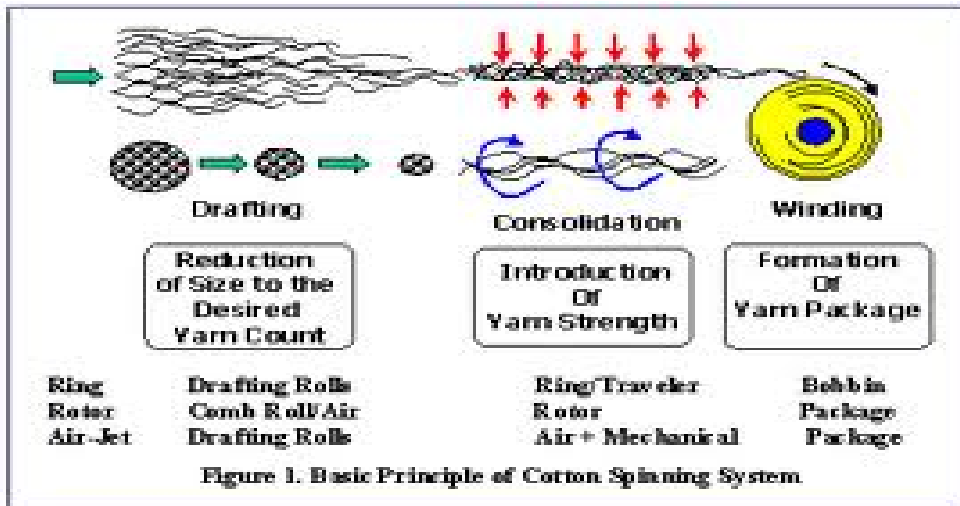 Drafting
Consolidation
Winding
Reduction
of Size to the
Desired
Yarn Count
Introduction
Of
Yarn Strength
Formation
Of
Yarn Package
Ring Drafting Rolls Ring/Traveler Bobbin
Rotor Comb Roll/Air Rotor Package
Air-Jet Drafting Rolls Air + Mechanical Package
Figure 1. Basic Principle of Cotton Spinning System